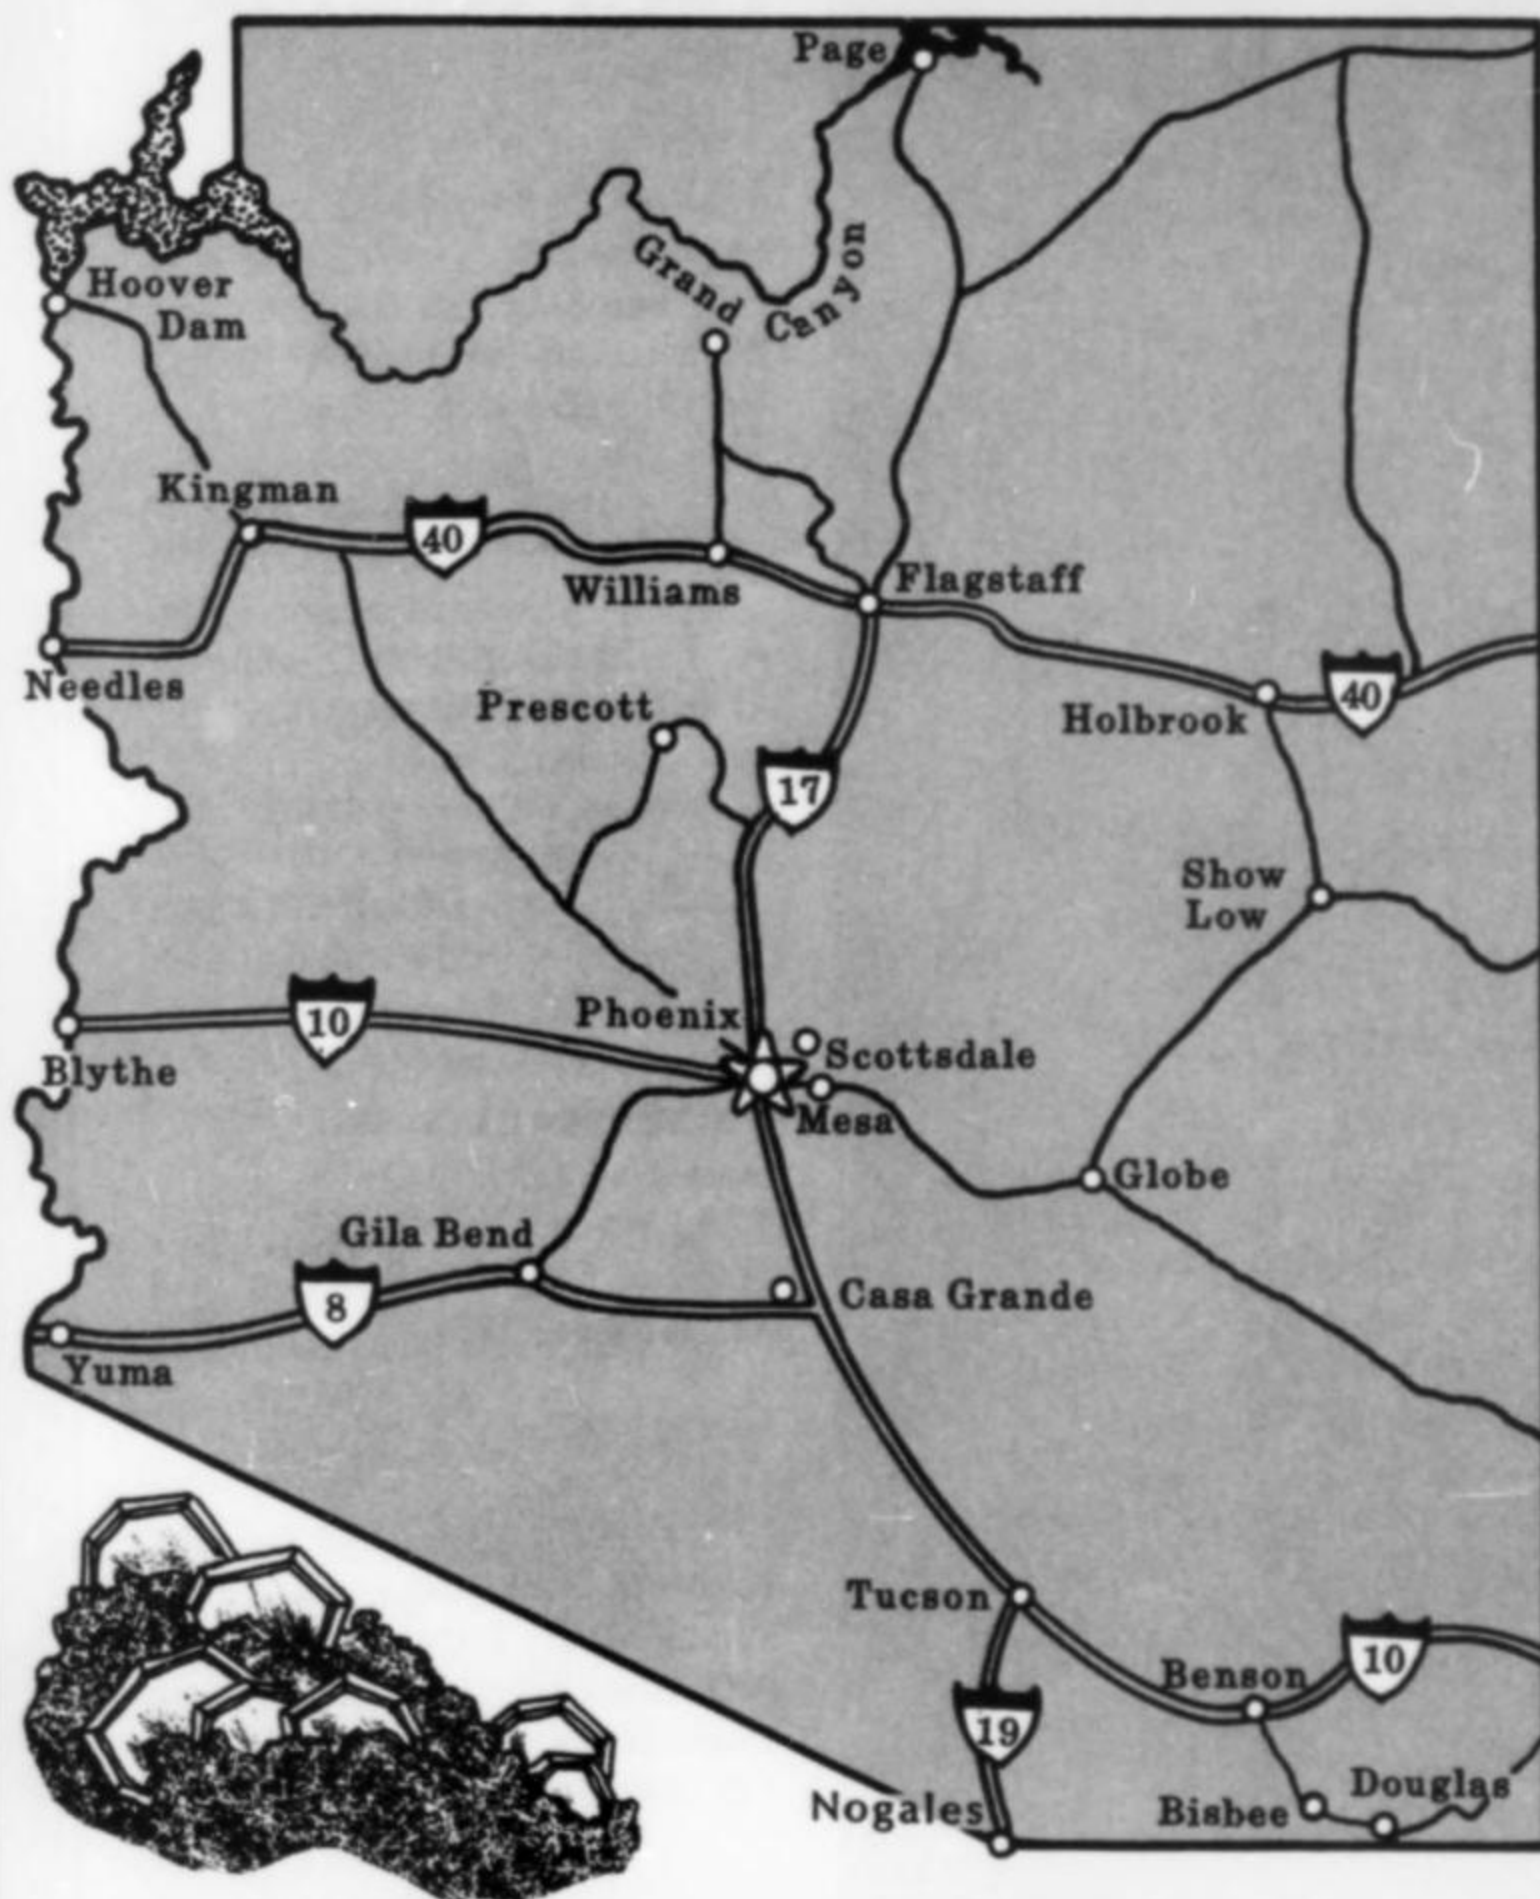 Page
Hoover
Dam
Grand
Canyon
Kingman
40
Williams
Flagstaff
Needles
Prescott
Holbrook
40
17
Show
Low
10
Phoenix
Scottsdale
Blythe
Mesa
Globe
Gila Bend
8
Casa Grande
Yuma
Tucson
Benson
10
19
Nogales
Bisbee
Douglas